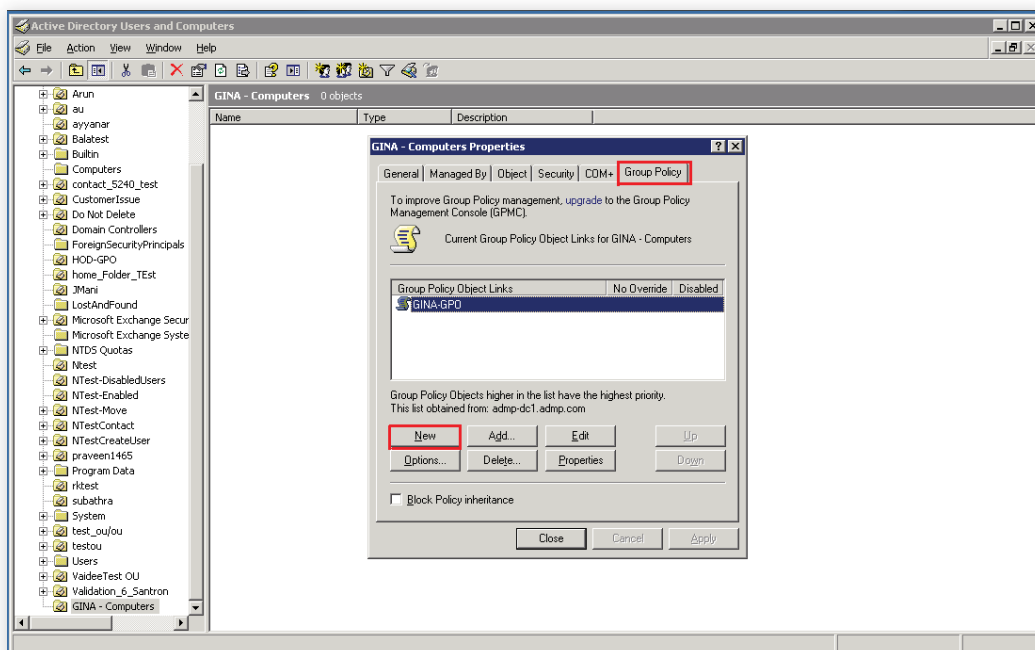 Active Directory Users and Computers
File Action View Window Help
Arun
au
ayyanar
Balatest
Builtin
Computers
contact_5240_test
CustomerIssue
Do Not Delete
Domain Controllers
ForeignSecurityPrincipals
HOD-GPO
home_Folder_TEst
JMani
LostAndFound
Microsoft Exchange Secur
Microsoft Exchange Syste
NTDS Quotas
Ntest
NTest-DisabledUsers
NTest-Enabled
NTest-Move
NTestContact
NTestCreateUser
praveen1465
Program Data
rktest
subathra
System
test_ou/ou
testou
Users
VaideeTest OU
Validation_6_Santron
GINA - Computers
GINA - Computers 0 objects
Name Type Description
GINA - Computers Properties
General Managed By Object Security COM+ Group Policy
To improve Group Policy management, upgrade to the Group Policy
Management Console (GPMC).
Current Group Policy Object Links for GINA - Computers
Group Policy Object Links No Override Disabled
GINA-GPO
Group Policy Objects higher in the list have the highest priority.
This list obtained from: admp-dc1.admp.com
New Add... Edit Up
Options... Delete... Properties Down
Block Policy inheritance
Close Cancel Apply